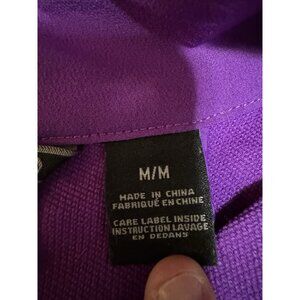 M/M
MADE IN CHINA
FABRIQUÉ EN CHINE
CARE LABEL INSIDE
INSTRUCTION LAVAGE
EN DEDANS